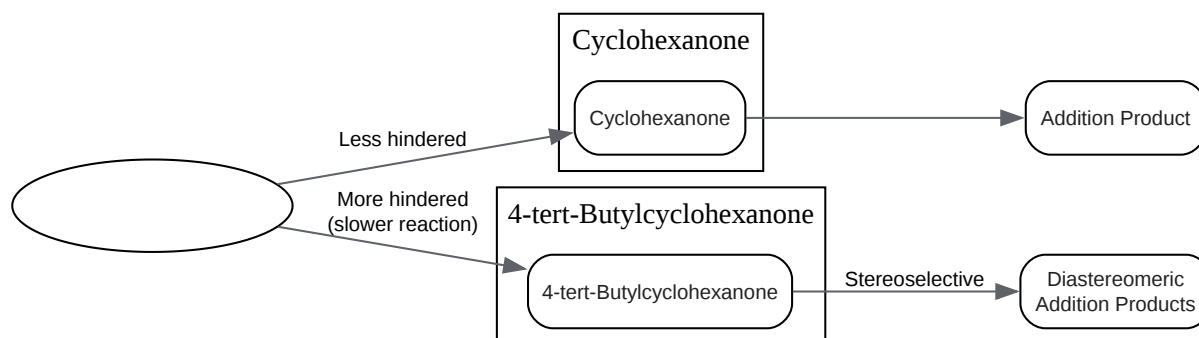 Cyclohexanone
Cyclohexanone
Addition Product
Less hindered
More hindered
(slower reaction)
4-tert-Butylcyclohexanone
4-tert-Butylcyclohexanone
Stereoselective
Diastereomeric
Addition Products